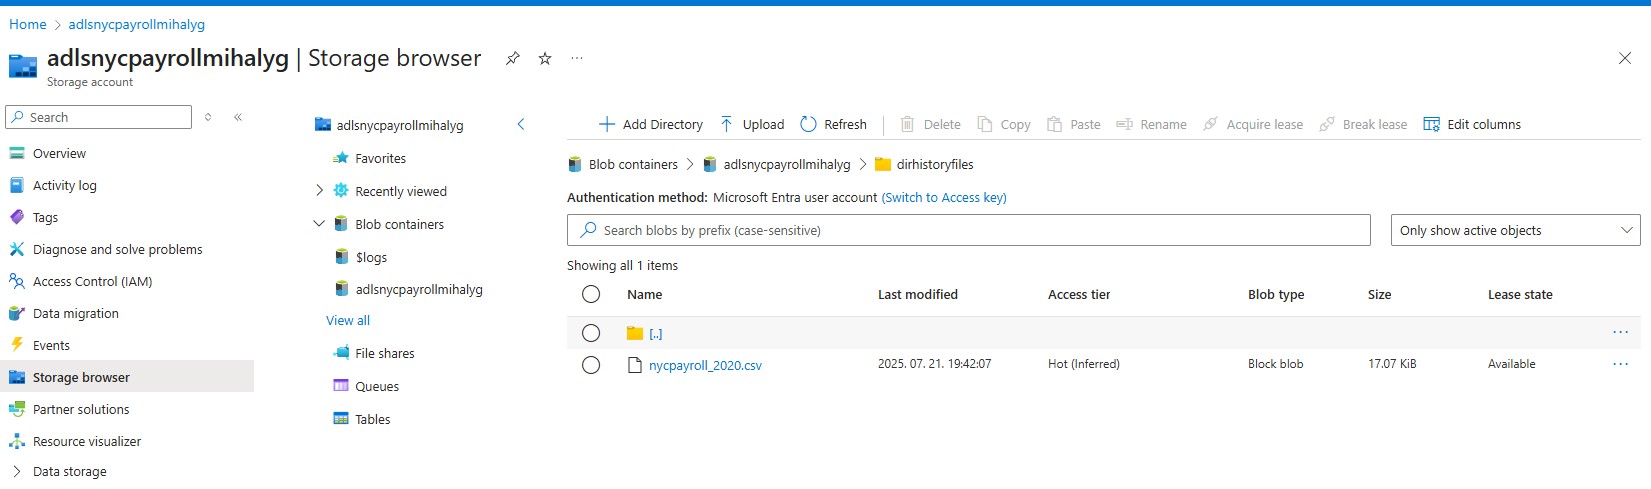 Home > adlsnycpayrollmihalyg
adlsnycpayrollmihalyg | Storage browser
Storage account
Search
Overview
Activity log
Tags
Diagnose and solve problems
Access Control (IAM)
Data migration
Events
Storage browser
Partner solutions
Resource visualizer
Data storage
adlsnycpayrollmihalyg
Favorites
Recently viewed
Blob containers
$logs
adlsnycpayrollmihalyg
View all
File shares
Queues
Tables
Add Directory Upload Refresh Delete Copy Paste Rename Acquire lease Break lease Edit columns
Blob containers > adlsnycpayrollmihalyg > dirhistoryfiles
Authentication method: Microsoft Entra user account (Switch to Access key)
Search blobs by prefix (case-sensitive) Only show active objects
Showing all 1 items
Name Last modified Access tier Blob type Size Lease state
[..] ...
nycpayroll_2020.csv 2025. 07. 21. 19:42:07 Hot (Inferred) Block blob 17.07 KiB Available ...